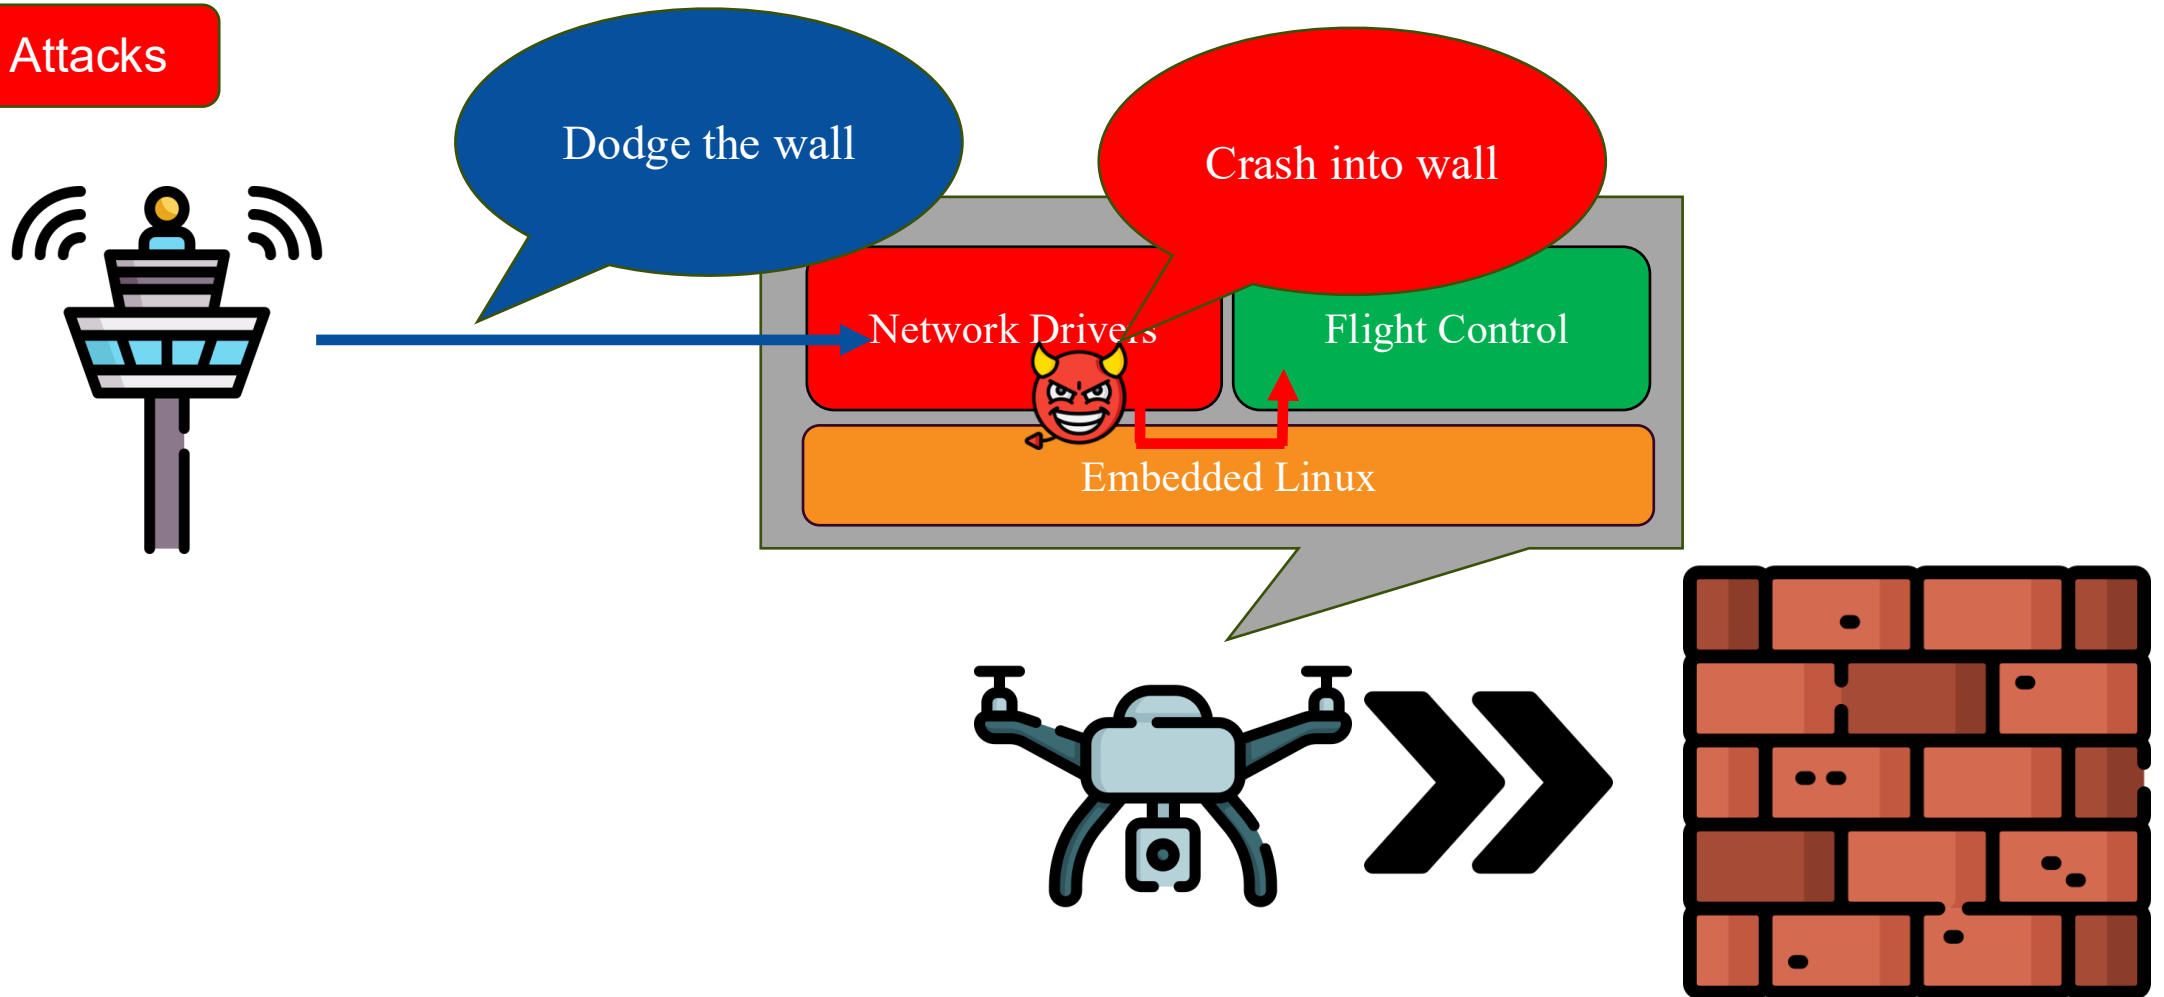 Attacks
Dodge the wall
Crash into wall
Network Drivers
Flight Control
Embedded Linux